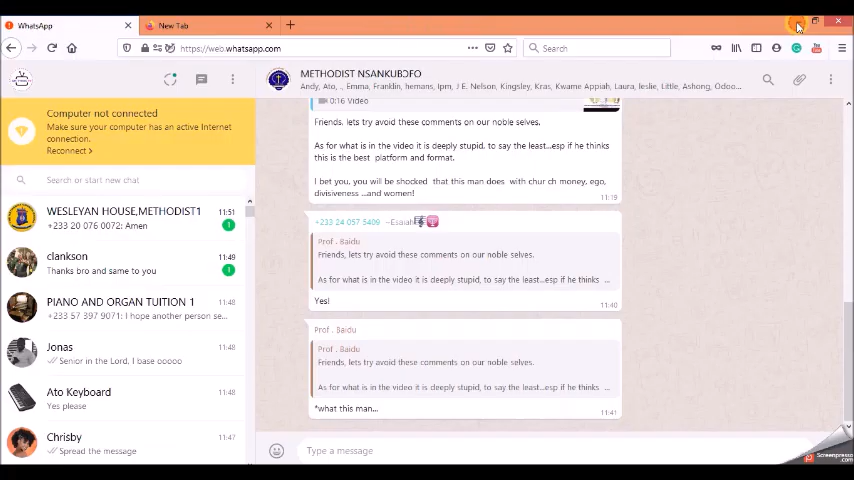 WhatsApp
New Tab
https://web.whatsapp.com
Search
METHODIST NSANKUBƆFO
Andy, Ato, ., Emma, Franklin, hemans, Ipm, J E. Nelson, Kingsley, Kras, Kwame Appiah, Laura, leslie, Little, Ashong, Odoo...
Computer not connected
Make sure your computer has an active Internet
connection.
Reconnect >
Search or start new chat
WESLEYAN HOUSE,METHODIST1
11:51
+233 20 076 0072: Amen
1
clankson
11:49
Thanks bro and same to you
1
PIANO AND ORGAN TUITION 1
11:48
+233 57 397 9071: I hope another person se...
Jonas
11:48
Senior in the Lord, I base ooooo
Ato Keyboard
11:48
Yes please
Chrisby
11:47
Spread the message
0:16 Video
Friends, lets try avoid these comments on our noble selves.
As for what is in the video it is deeply stupid, to say the least...esp if he thinks
this is the best platform and format.
I bet you, you will be shocked that this man does with chur ch money, ego,
divisiveness ...and women!
11:19
+233 24 057 5409 ~Esaiah
Prof . Baidu
Friends, lets try avoid these comments on our noble selves.
As for what is in the video it is deeply stupid, to say the least...esp if he thinks ...
Yes!
11:40
Prof . Baidu
Prof . Baidu
Friends, lets try avoid these comments on our noble selves.
As for what is in the video it is deeply stupid, to say the least...esp if he thinks ...
*what this man...
11:41
Type a message
Screenpresso
.com